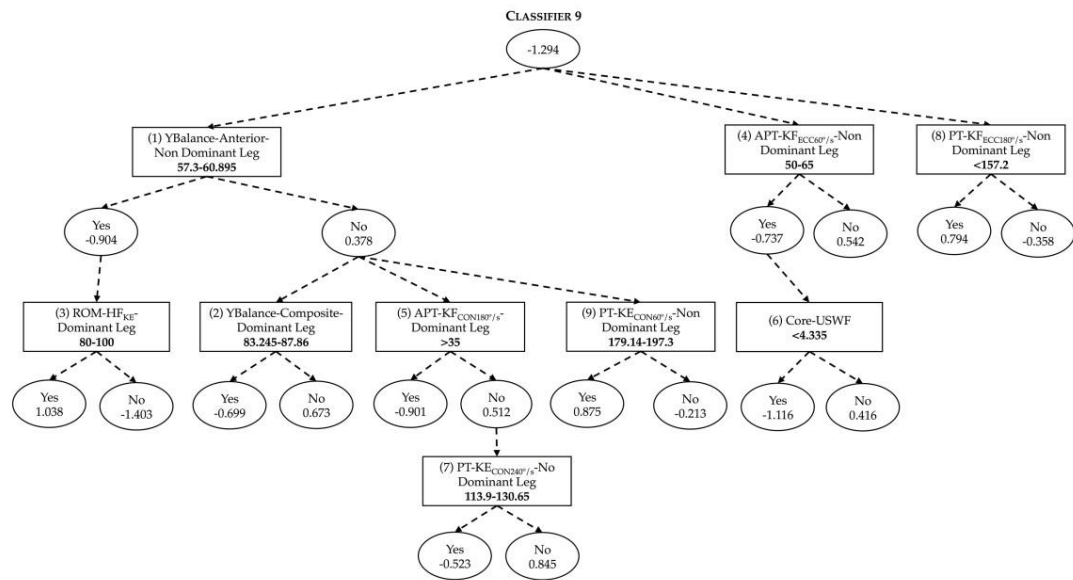 CLASSIFIER 9
-1.294
(1) YBalance-Anterior-
Non Dominant Leg
57.3-60.895
(4) APT-KF_ECC60°/s-Non
Dominant Leg
50-65
(8) PT-KF_ECC180°/s-Non
Dominant Leg
<157.2
Yes
-0.904
No
0.378
Yes
-0.737
No
0.542
Yes
0.794
No
-0.358
(3) ROM-HF_KE-
Dominant Leg
80-100
(2) YBalance-Composite-
Dominant Leg
83.245-87.86
(5) APT-KF_CON180°/s-
Dominant Leg
>35
(9) PT-KE_CON60°/s-Non
Dominant Leg
179.14-197.3
(6) Core-USWF
<4.335
Yes
1.038
No
-1.403
Yes
-0.699
No
0.673
Yes
-0.901
No
0.512
Yes
0.875
No
-0.213
Yes
-1.116
No
0.416
(7) PT-KE_CON240°/s-No
Dominant Leg
113.9-130.65
Yes
-0.523
No
0.845